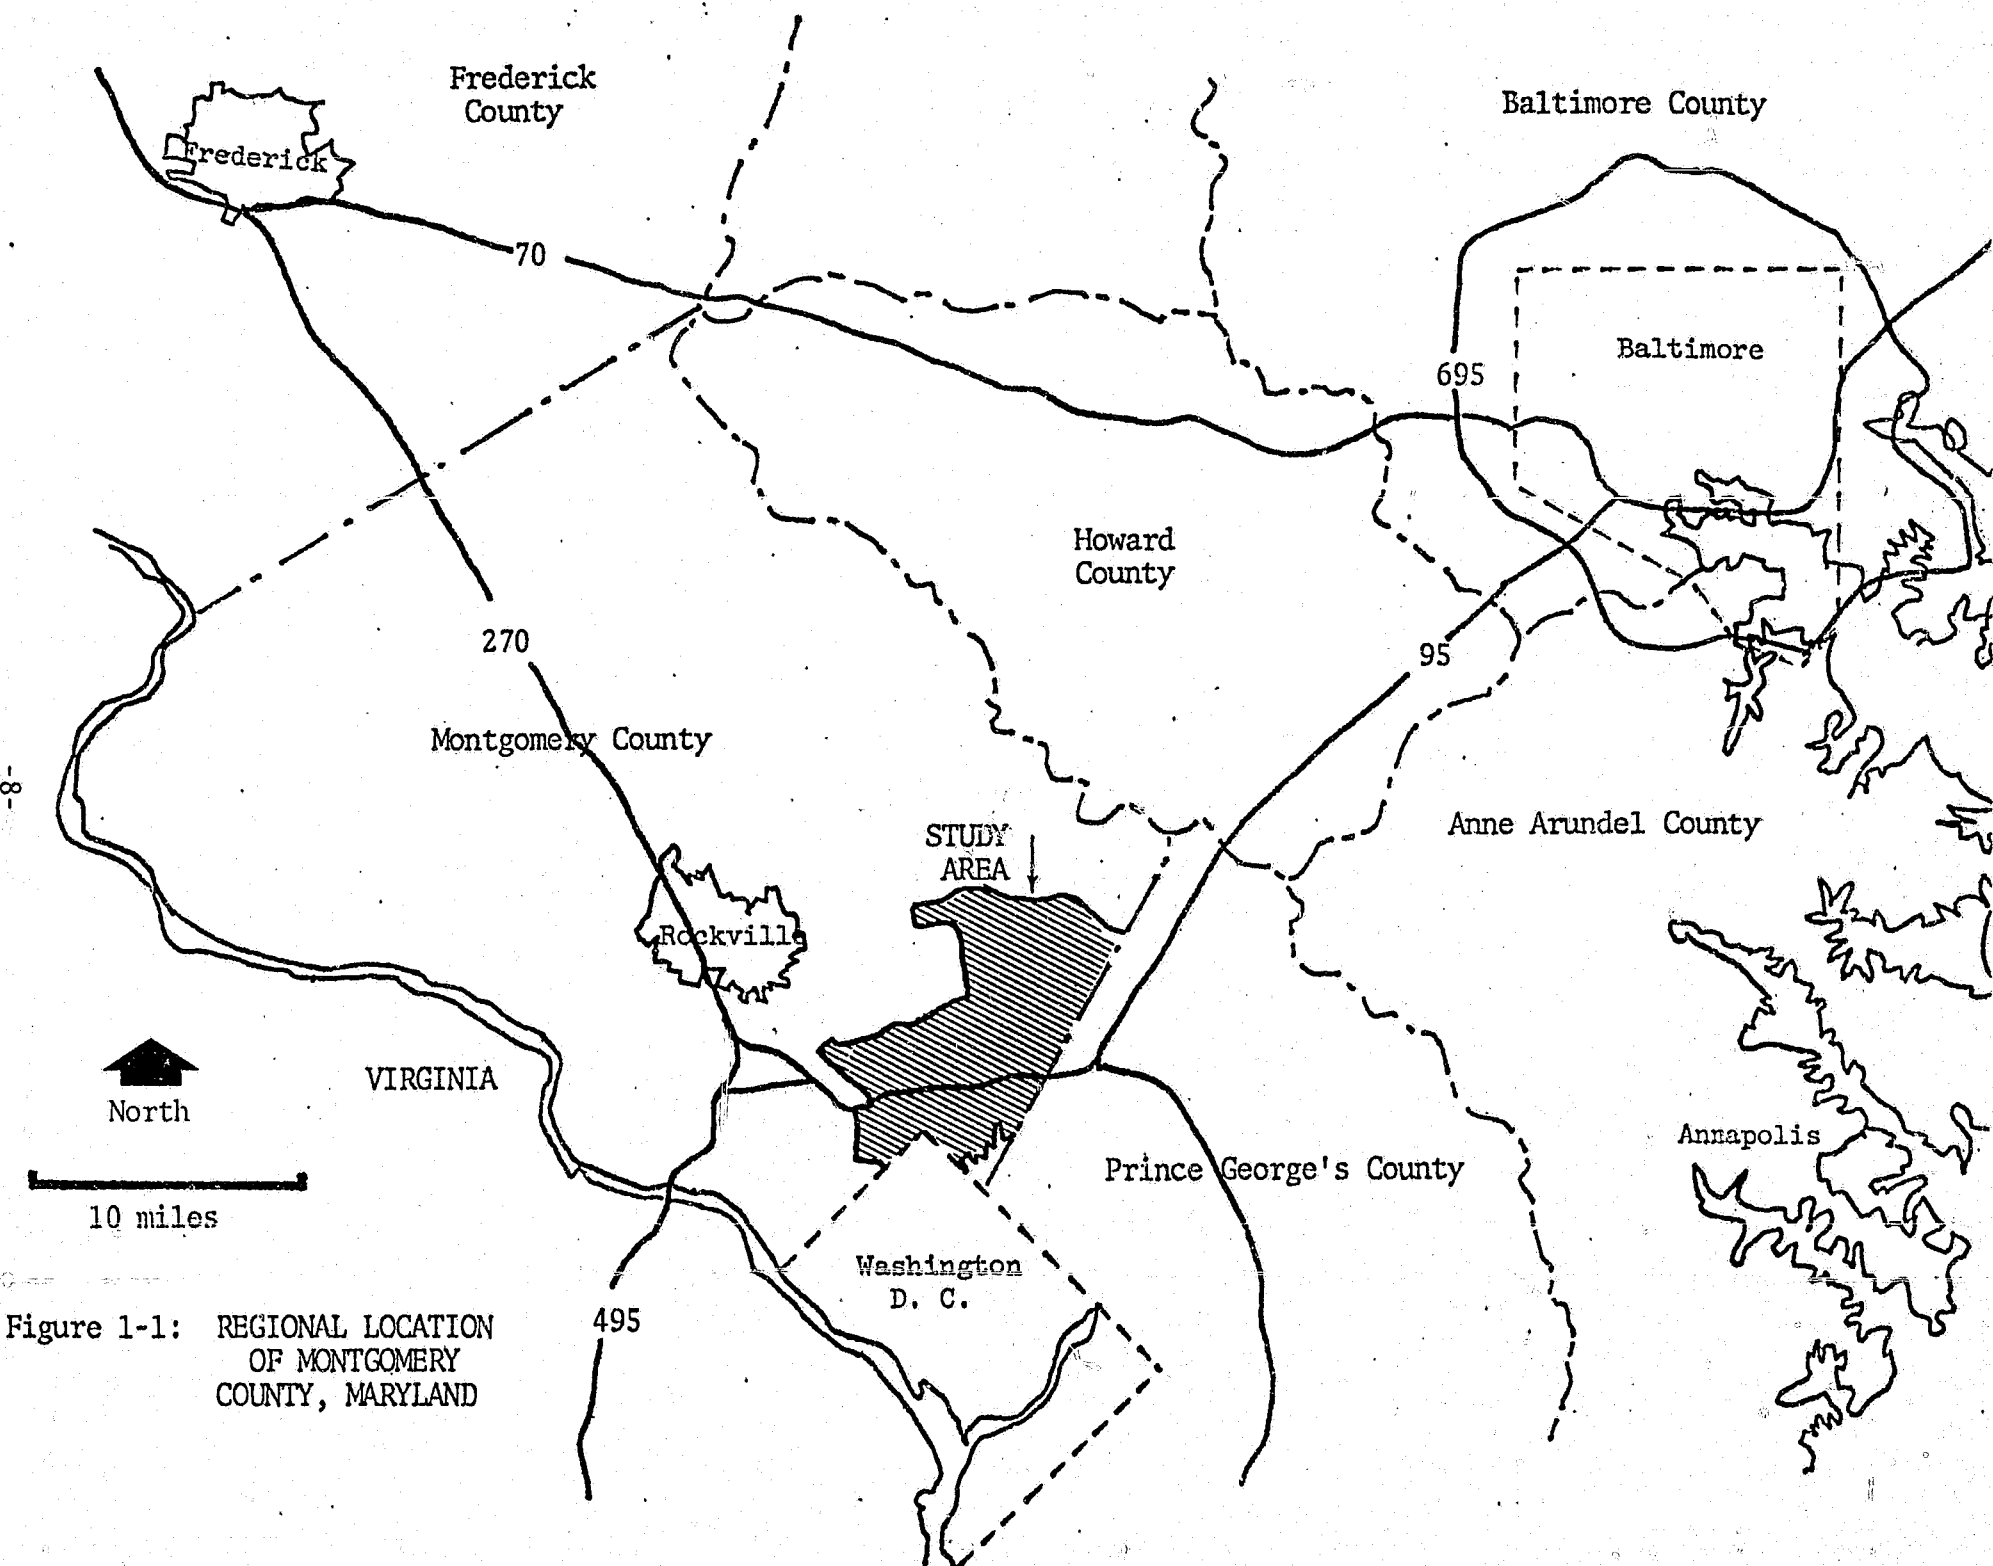 Frederick
County
Baltimore County
Frederick
70
Baltimore
695
Howard
County
270
95
Montgomery County
-8-
STUDY
AREA
Anne Arundel County
Rockville
VIRGINIA
North
Annapolis
Prince George's County
10 miles
Washington
D. C.
495
Figure 1-1: REGIONAL LOCATION
OF MONTGOMERY
COUNTY, MARYLAND